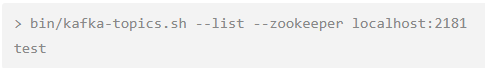 > bin/kafka-topics.sh --list --zookeeper localhost:2181
test